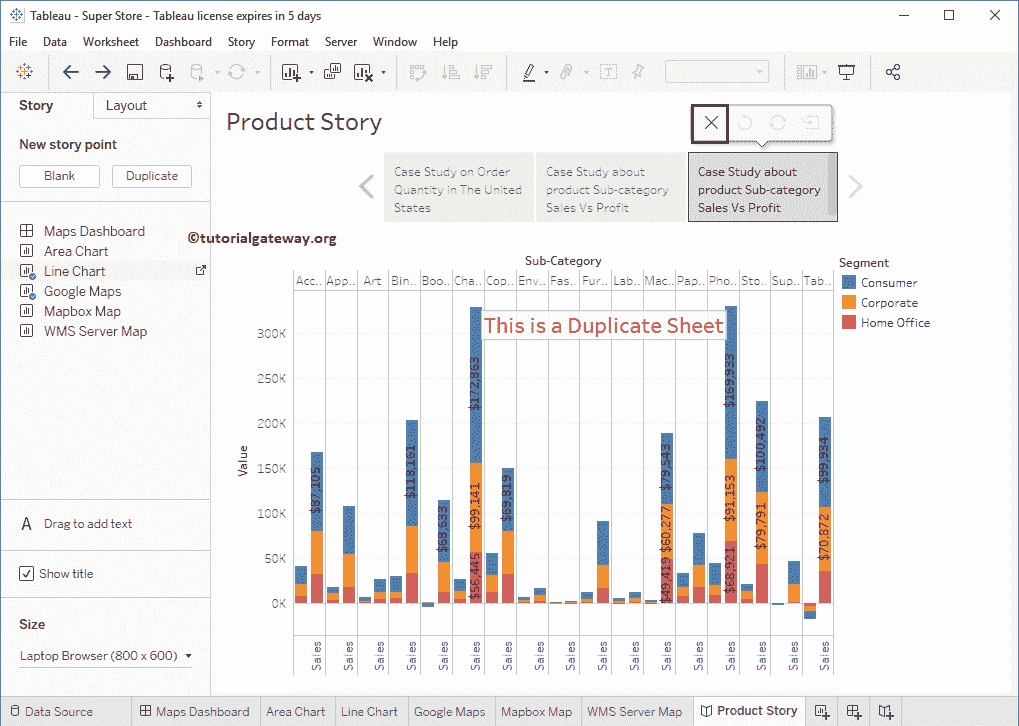 Tableau - Super Store - Tableau license expires in 5 days
File Data Worksheet Dashboard Story Format Server Window Help
Story Layout
New story point
Blank Duplicate
Maps Dashboard
Area Chart
Line Chart
Google Maps
Mapbox Map
WMS Server Map
A Drag to add text
Show title
Size
Laptop Browser (800 x 600)
Product Story
Case Study on Order
Quantity in The United
States
Case Study about
product Sub-category
Sales Vs Profit
Case Study about
product Sub-category
Sales Vs Profit
©tutorialgateway.org
Sub-Category
Acc.. App.. Art Bin.. Boo.. Cha.. Cop.. Env.. Fas.. Fur.. Lab.. Mac.. Pap.. Pho.. Sto.. Sup.. Tab..
This is a Duplicate Sheet
Value
300K
250K
200K
150K
100K
50K
0K
$87,105
$118,161
$68,633
$172,863
$99,141
$56,445
$69,819
$79,543
$60,277
$49,419
$169,933
$91,153
$68,921
$100,492
$79,791
$99,934
$70,872
Sales Sales Sales Sales Sales Sales Sales Sales Sales Sales Sales Sales Sales Sales Sales Sales Sales
Segment
Consumer
Corporate
Home Office
Data Source Maps Dashboard Area Chart Line Chart Google Maps Mapbox Map WMS Server Map Product Story